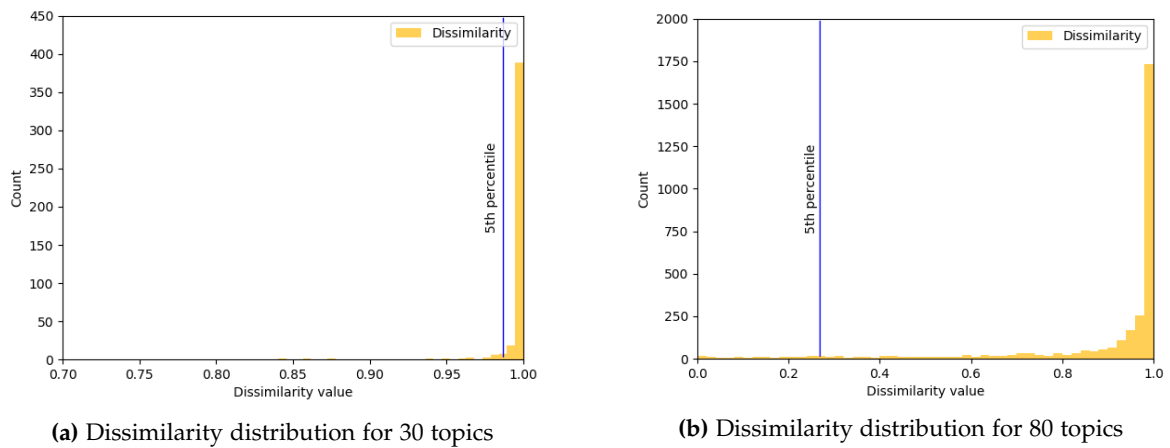 450
400
350
300
250
200
150
100
50
0
Count
Dissimilarity
5th percentile
0.70 0.75 0.80 0.85 0.90 0.95 1.00
Dissimilarity value
(a) Dissimilarity distribution for 30 topics
2000
1750
1500
1250
1000
750
500
250
0
Count
Dissimilarity
5th percentile
0.0 0.2 0.4 0.6 0.8 1.0
Dissimilarity value
(b) Dissimilarity distribution for 80 topics